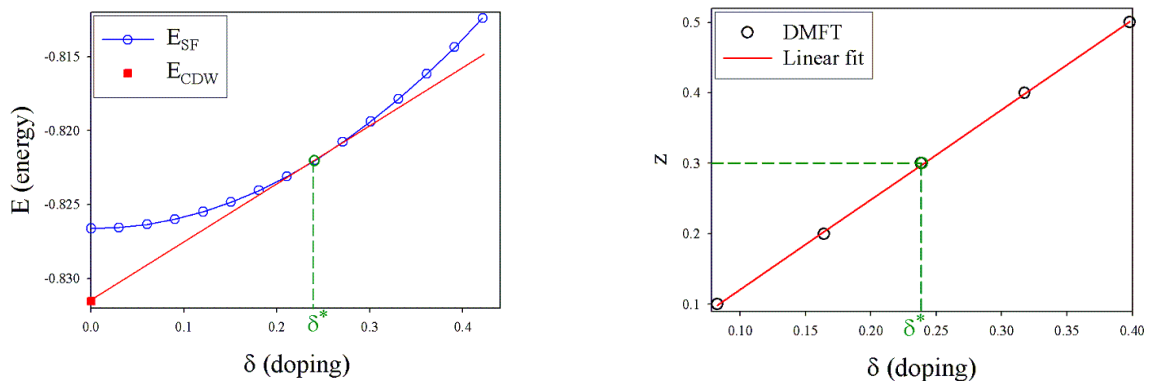 E_SF
E_CDW
E (energy)
-0.815
-0.820
-0.825
-0.830
0.0
0.1
0.2
0.3
0.4
δ*
δ (doping)
DMFT
Linear fit
z
0.5
0.4
0.3
0.2
0.1
0.10
0.15
0.20
0.25
0.30
0.35
0.40
δ*
δ (doping)